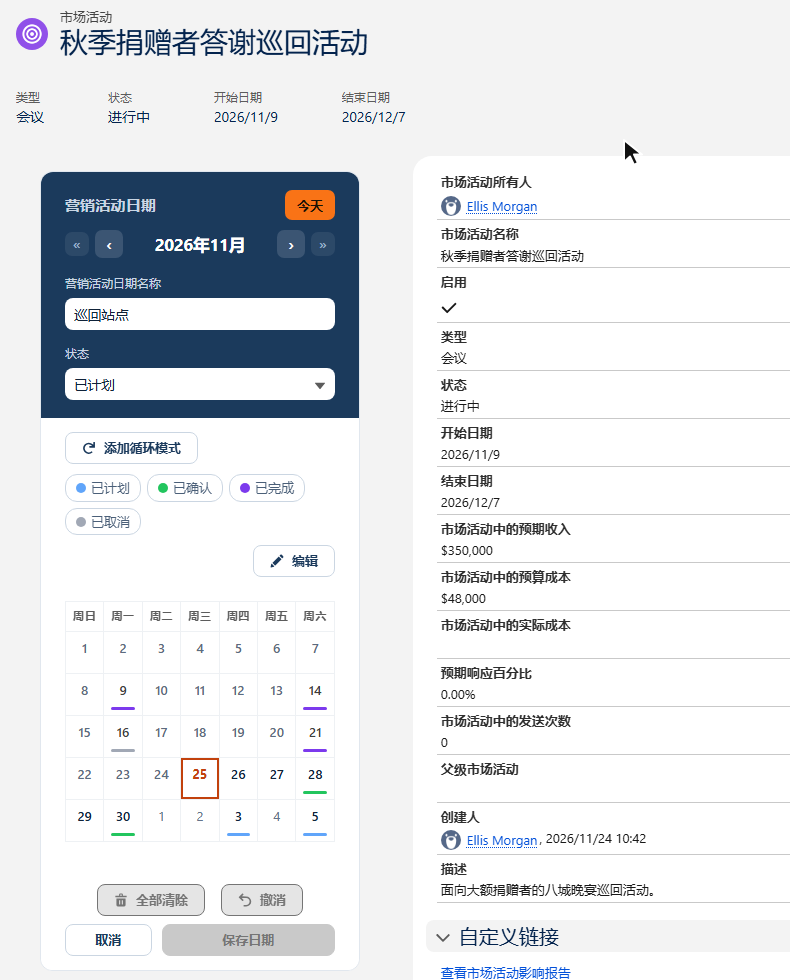 市场活动
秋季捐赠者答谢巡回活动
类型 状态 开始日期 结束日期
会议 进行中 2026/11/9 2026/12/7
营销活动日期 今天
« ‹ 2026年11月 › »
营销活动日期名称
巡回站点
状态
已计划
添加循环模式
已计划 已确认 已完成
已取消
编辑
周日 周一 周二 周三 周四 周五 周六
1 2 3 4 5 6 7
8 9 10 11 12 13 14
15 16 17 18 19 20 21
22 23 24 25 26 27 28
29 30 1 2 3 4 5
全部清除 撤消
取消 保存日期
市场活动所有人
Ellis Morgan
市场活动名称
秋季捐赠者答谢巡回活动
启用
类型
会议
状态
进行中
开始日期
2026/11/9
结束日期
2026/12/7
市场活动中的预期收入
$350,000
市场活动中的预算成本
$48,000
市场活动中的实际成本
预期响应百分比
0.00%
市场活动中的发送次数
0
父级市场活动
创建人
Ellis Morgan, 2026/11/24 10:42
描述
面向大额捐赠者的八城晚宴巡回活动。
自定义链接
查看市场活动影响报告